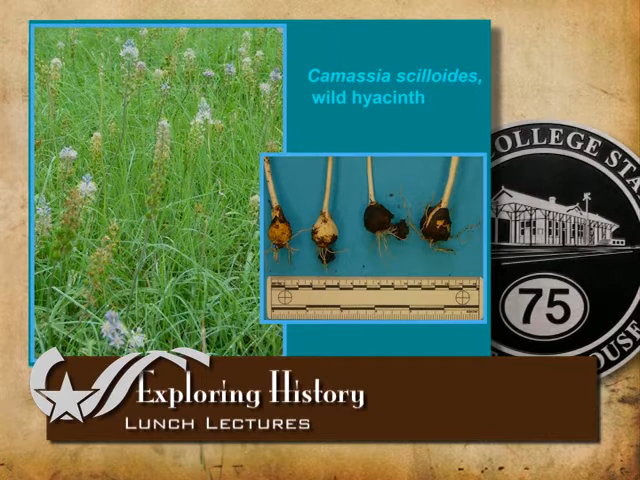 Camassia scilloides,
wild hyacinth
COLLEGE STA
75
OUSE
Exploring History
LUNCH LECTURES